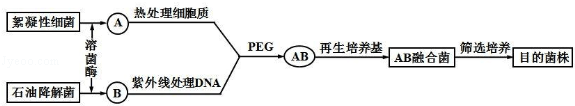 絮凝性细菌
A
热处理细胞质
溶菌酶
PEG
AB
再生培养基
AB融合菌
筛选培养
目的菌株
石油降解菌
B
紫外线处理DNA